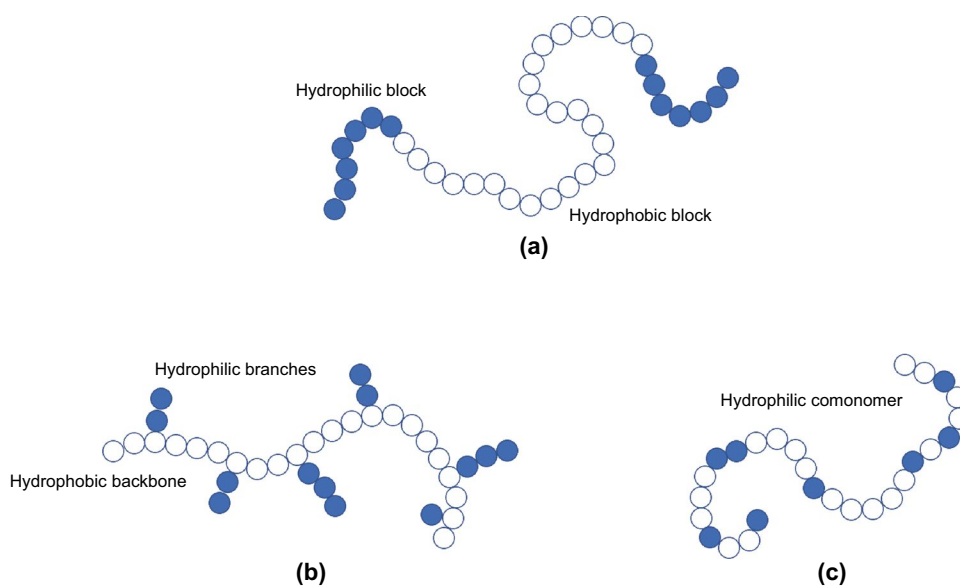 Hydrophilic block
Hydrophobic block
(a)
Hydrophilic branches
Hydrophilic comonomer
Hydrophobic backbone
(b)
(c)